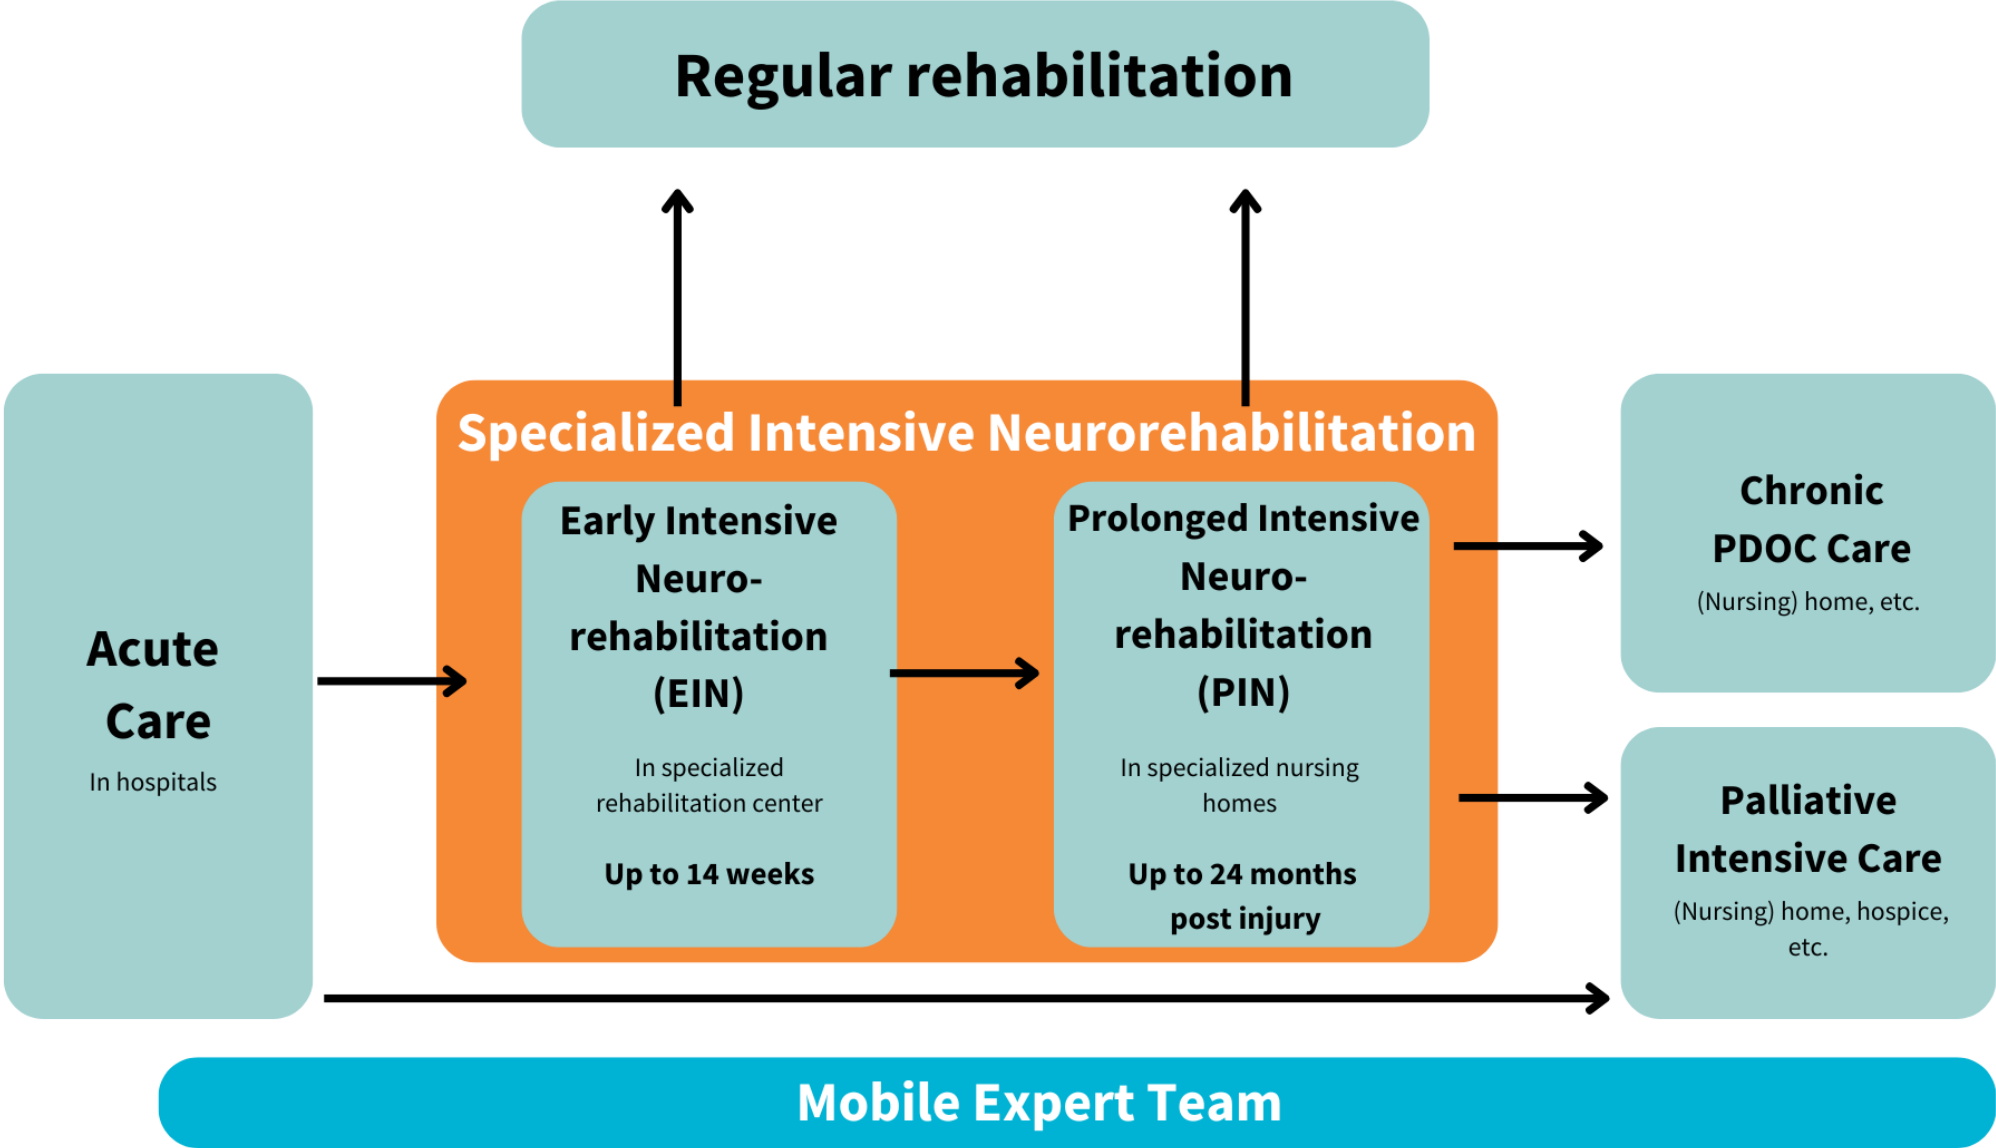 Regular rehabilitation
Acute
Care
In hospitals
Specialized Intensive Neurorehabilitation
Early Intensive
Neuro-
rehabilitation
(EIN)
In specialized
rehabilitation center
Up to 14 weeks
Prolonged Intensive
Neuro-
rehabilitation
(PIN)
In specialized nursing
homes
Up to 24 months
post injury
Chronic
PDOC Care
(Nursing) home, etc.
Palliative
Intensive Care
(Nursing) home, hospice,
etc.
Mobile Expert Team